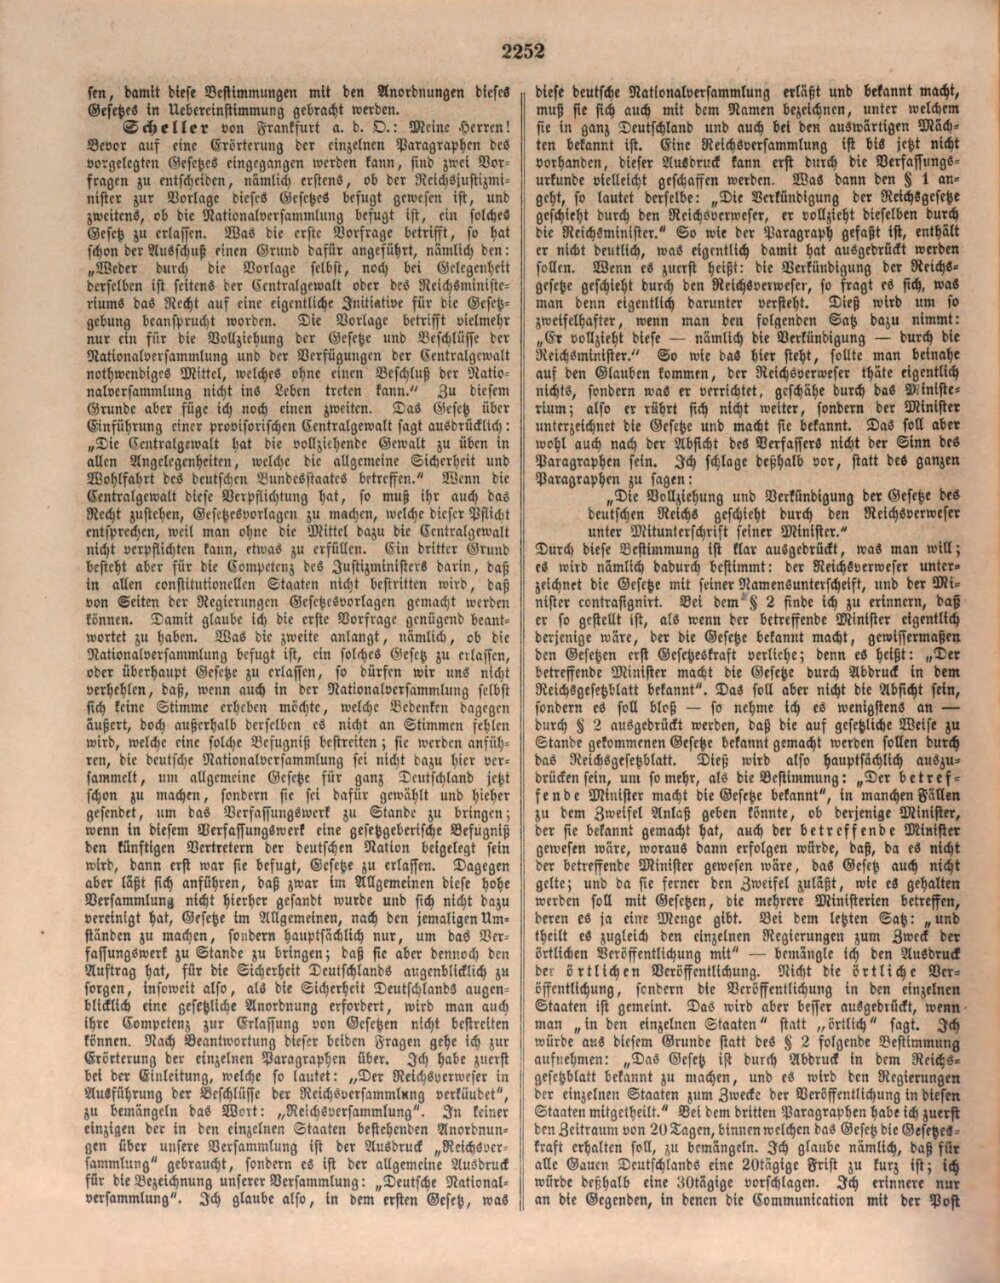 2252
sen, damit diese Bestimmungen mit den Anordnungen dieses
Gesetzes in Uebereinstimmung gebracht werden.
Scheller von Frankfurt a. d. O.: Meine Herren!
Bevor auf eine Erörterung der einzelnen Paragraphen des
vorgelegten Gesetzes eingegangen werden kann, sind zwei Vor-
fragen zu entscheiden, nämlich erstens, ob der Reichsjustizmi-
nister zur Vorlage dieses Gesetzes befugt gewesen ist, und
zweitens, ob die Nationalversammlung befugt ist, ein solches
Gesetz zu erlassen. Was die erste Vorfrage betrifft, so hat
schon der Ausschuß einen Grund dafür angeführt, nämlich den:
„Weder durch die Vorlage selbst, noch bei Gelegenheit
derselben ist seitens der Centralgewalt oder des Reichsministe-
riums das Recht auf eine eigentliche Initiative für die Gesetz-
gebung beansprucht worden. Die Vorlage betrifft vielmehr
nur ein für die Vollziehung der Gesetze und Beschlüsse der
Nationalversammlung und der Verfügungen der Centralgewalt
nothwendiges Mittel, welches ohne einen Beschluß der Natio-
nalversammlung nicht ins Leben treten kann.“ Zu diesem
Grunde aber füge ich noch einen zweiten. Das Gesetz über
Einführung einer provisorischen Centralgewalt sagt ausdrücklich:
„Die Centralgewalt hat die vollziehende Gewalt zu üben in
allen Angelegenheiten, welche die allgemeine Sicherheit und
Wohlfahrt des deutschen Bundesstaates betreffen.“ Wenn die
Centralgewalt diese Verpflichtung hat, so muß ihr auch das
Recht zustehen, Gesetzesvorlagen zu machen, welche dieser Pflicht
entsprechen, weil man ohne die Mittel dazu die Centralgewalt
nicht verpflichten kann, etwas zu erfüllen. Ein dritter Grund
besteht aber für die Competenz des Justizministers darin, daß
in allen constitutionellen Staaten nicht bestritten wird, daß
von Seiten der Regierungen Gesetzesvorlagen gemacht werden
können. Damit glaube ich die erste Vorfrage genügend beant-
wortet zu haben. Was die zweite anlangt, nämlich, ob die
Nationalversammlung befugt ist, ein solches Gesetz zu erlassen,
oder überhaupt Gesetze zu erlassen, so dürfen wir uns nicht
verhehlen, daß, wenn auch in der Nationalversammlung selbst
sich keine Stimme erheben möchte, welche Bedenken dagegen
äußert, doch außerhalb derselben es nicht an Stimmen fehlen
wird, welche eine solche Befugniß bestreiten; sie werden anfüh-
ren, die deutsche Nationalversammlung sei nicht dazu hier ver-
sammelt, um allgemeine Gesetze für ganz Deutschland jetzt
schon zu machen, sondern sie sei dafür gewählt und hieher
gesendet, um das Verfassungswerk zu Stande zu bringen;
wenn in diesem Verfassungswerk eine gesetzgeberische Befugniß
den künftigen Vertretern der deutschen Nation beigelegt sein
wird, dann erst war sie befugt, Gesetze zu erlassen. Dagegen
aber läßt sich anführen, daß zwar im Allgemeinen diese hohe
Versammlung nicht hierher gesandt wurde und sich nicht dazu
vereinigt hat, Gesetze im Allgemeinen, nach den jemaligen Um-
ständen zu machen, sondern hauptsächlich nur, um das Ver-
fassungswerk zu Stande zu bringen; daß sie aber dennoch den
Auftrag hat, für die Sicherheit Deutschlands augenblicklich zu
sorgen, insoweit also, als die Sicherheit Deutschlands augen-
blicklich eine gesetzliche Anordnung erfordert, wird man auch
ihre Competenz zur Erlassung von Gesetzen nicht bestreiten
können. Nach Beantwortung dieser beiden Fragen gehe ich zur
Erörterung der einzelnen Paragraphen über. Ich habe zuerst
bei der Einleitung, welche so lautet: „Der Reichsverweser in
Ausführung der Beschlüsse der Reichsversammlung verkündet“,
zu bemängeln das Wort: „Reichsversammlung“. In keiner
einzigen der in den einzelnen Staaten bestehenden Anordnun-
gen über unsere Versammlung ist der Ausdruck „Reichsver-
sammlung“ gebraucht, sondern es ist der allgemeine Ausdruck
für die Bezeichnung unserer Versammlung: „Deutsche National-
versammlung“. Ich glaube also, in dem ersten Gesetz, was
diese deutsche Nationalversammlung erläßt und bekannt macht,
muß sie sich auch mit dem Namen bezeichnen, unter welchem
sie in ganz Deutschland und auch bei den auswärtigen Mäch-
ten bekannt ist. Eine Reichsversammlung ist bis jetzt nicht
vorhanden, dieser Ausdruck kann erst durch die Verfassungs-
urkunde vielleicht geschaffen werden. Was dann den § 1 an-
geht, so lautet derselbe: „Die Verkündigung der Reichsgesetze
geschieht durch den Reichsverweser, er vollzieht dieselben durch
die Reichsminister.“ So wie der Paragraph gefaßt ist, enthält
er nicht deutlich, was eigentlich damit hat ausgedrückt werden
sollen. Wenn es zuerst heißt: die Verkündigung der Reichs-
gesetze geschieht durch den Reichsverweser, so fragt es sich, was
man denn eigentlich darunter versteht. Dieß wird um so
zweifelhafter, wenn man den folgenden Satz dazu nimmt:
„Er vollzieht diese — nämlich die Verkündigung — durch die
Reichsminister.“ So wie das hier steht, sollte man beinahe
auf den Glauben kommen, der Reichsverweser thäte eigentlich
nichts, sondern was er verrichtet, geschähe durch das Ministe-
rium; also er rührt sich nicht weiter, sondern der Minister
unterzeichnet die Gesetze und macht sie bekannt. Das soll aber
wohl auch nach der Absicht des Verfassers nicht der Sinn des
Paragraphen sein. Ich schlage deßhalb vor, statt des ganzen
Paragraphen zu sagen:
„Die Vollziehung und Verkündigung der Gesetze des
deutschen Reichs geschieht durch den Reichsverweser
unter Mitunterschrift seiner Minister.“
Durch diese Bestimmung ist klar ausgedrückt, was man will;
es wird nämlich dadurch bestimmt: der Reichsverweser unter-
zeichnet die Gesetze mit seiner Namensunterschrift, und der Mi-
nister contrasignirt. Bei dem § 2 finde ich zu erinnern, daß
er so gestellt ist, als wenn der betreffende Minister eigentlich
derjenige wäre, der die Gesetze bekannt macht, gewissermaßen
den Gesetzen erst Gesetzeskraft verliche; denn es heißt: „Der
betreffende Minister macht die Gesetze durch Abdruck in dem
Reichsgesetzblatt bekannt“. Das soll aber nicht die Absicht sein,
sondern es soll bloß — so nehme ich es wenigstens an —
durch § 2 ausgedrückt werden, daß die auf gesetzliche Weise zu
Stande gekommenen Gesetze bekannt gemacht werden sollen durch
das Reichsgesetzblatt. Dieß wird also hauptsächlich auszu-
drücken sein, um so mehr, als die Bestimmung: „Der betref-
fende Minister macht die Gesetze bekannt“, in manchen Fällen
zu dem Zweifel Anlaß geben könnte, ob derjenige Minister,
der sie bekannt gemacht hat, auch der betreffende Minister
gewesen wäre, woraus dann erfolgen würde, daß, da es nicht
der betreffende Minister gewesen wäre, das Gesetz auch nicht
gelte; und da sie ferner den Zweifel zuläßt, wie es gehalten
werden soll mit Gesetzen, die mehrere Ministerien betreffen,
deren es ja eine Menge gibt. Bei dem letzten Satz: „und
theilt es zugleich den einzelnen Regierungen zum Zweck der
örtlichen Veröffentlichung mit“ — bemängle ich den Ausdruck
der örtlichen Veröffentlichung. Nicht die örtliche Ver-
öffentlichung, sondern die Veröffentlichung in den einzelnen
Staaten ist gemeint. Das wird aber besser ausgedrückt, wenn
man „in den einzelnen Staaten“ statt „örtlich“ sagt. Ich
würde aus diesem Grunde statt des § 2 folgende Bestimmung
aufnehmen: „Das Gesetz ist durch Abdruck in dem Reichs-
gesetzblatt bekannt zu machen, und es wird den Regierungen
der einzelnen Staaten zum Zwecke der Veröffentlichung in diesen
Staaten mitgetheilt.“ Bei dem dritten Paragraphen habe ich zuerst
den Zeitraum von 20 Tagen, binnen welchen das Gesetz die Gesetzes-
kraft erhalten soll, zu bemängeln. Ich glaube nämlich, daß für
alle Gauen Deutschlands eine 20tägige Frist zu kurz ist; ich
würde deßhalb eine 30tägige vorschlagen. Ich erinnere nur
an die Gegenden, in denen die Communication mit der Post